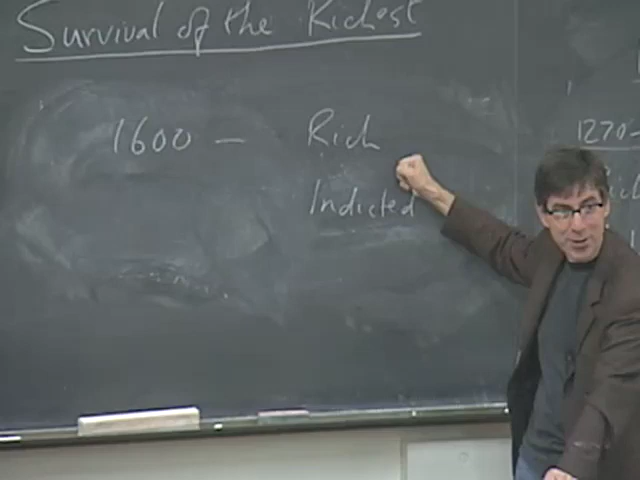 Survival of the Richest
1600 – Rich
Indicted
1270-